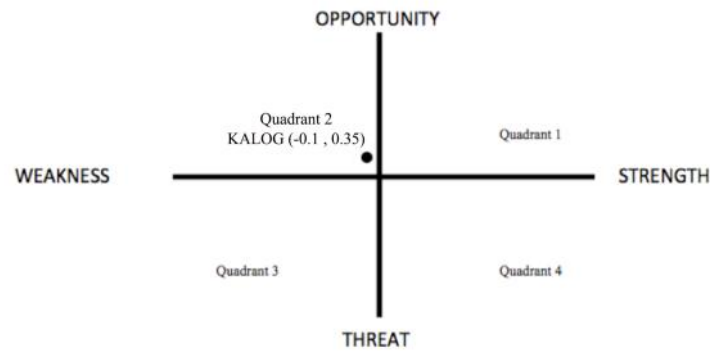 OPPORTUNITY
Quadrant 2
KALOG (-0.1 , 0.35)
Quadrant 1
WEAKNESS
STRENGTH
Quadrant 3
Quadrant 4
THREAT